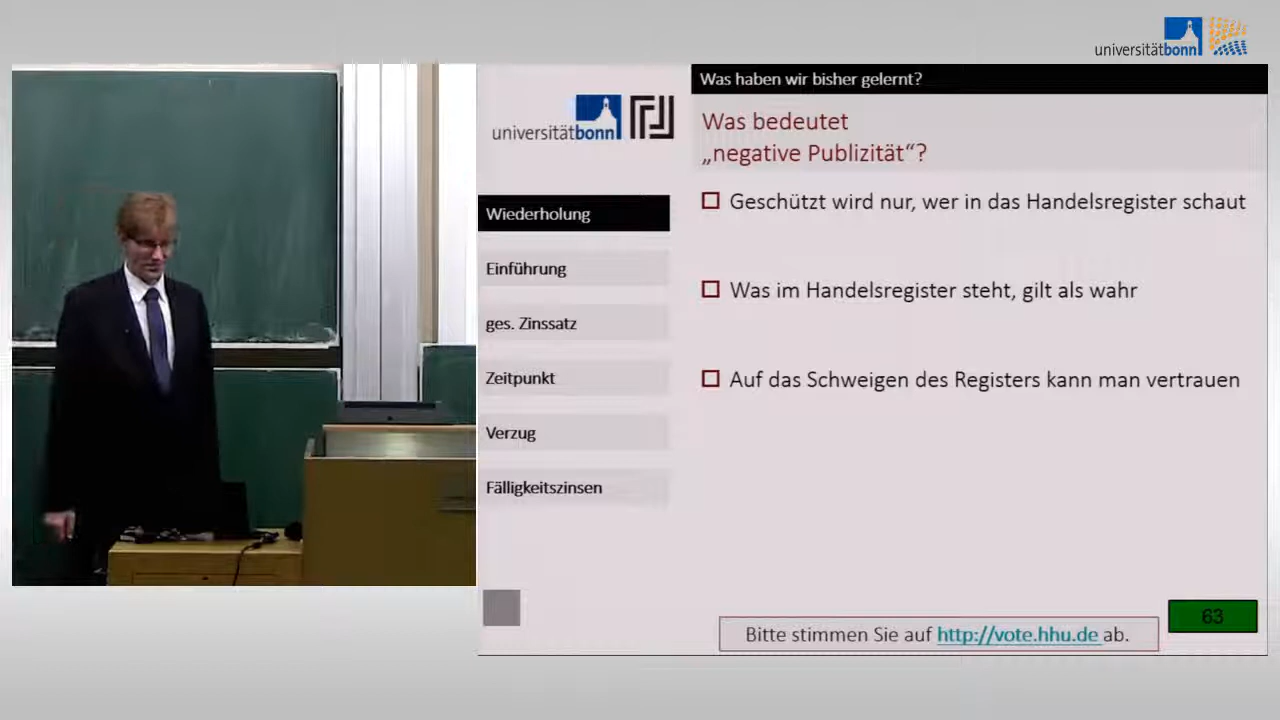 universitätbonn
Was haben wir bisher gelernt?
universitätbonn
Was bedeutet
„negative Publizität“?
Wiederholung
Einführung
ges. Zinssatz
Zeitpunkt
Verzug
Fälligkeitszinsen
Geschützt wird nur, wer in das Handelsregister schaut
Was im Handelsregister steht, gilt als wahr
Auf das Schweigen des Registers kann man vertrauen
63
Bitte stimmen Sie auf http://vote.hhu.de ab.